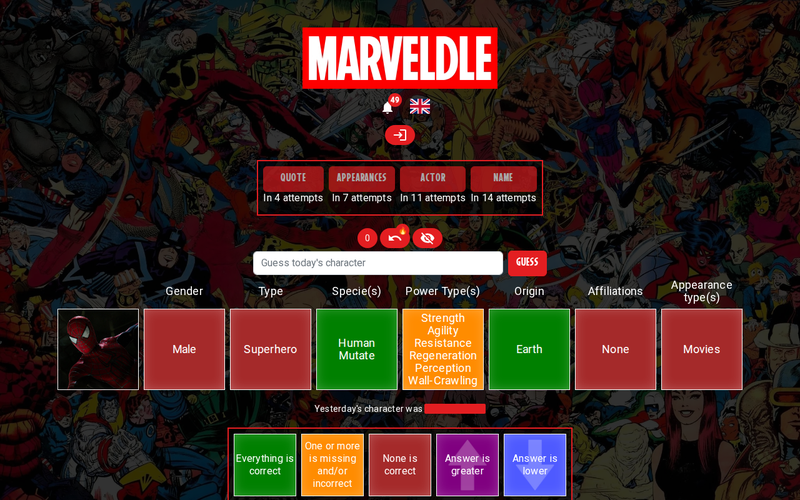 MARVELDLE
49
QUOTE APPEARANCES ACTOR NAME
In 4 attempts In 7 attempts In 11 attempts In 14 attempts
0
Guess today's character GUESS
Gender Type Specie(s) Power Type(s) Origin Affiliations Appearance
type(s)
Male
Superhero
Human
Mutate
Strength
Agility
Resistance
Regeneration
Perception
Wall-Crawling
Earth
None
Movies
Yesterday's character was
Everything is
correct
One or more
is missing
and/or
incorrect
None is
correct
Answer is
greater
Answer is
lower